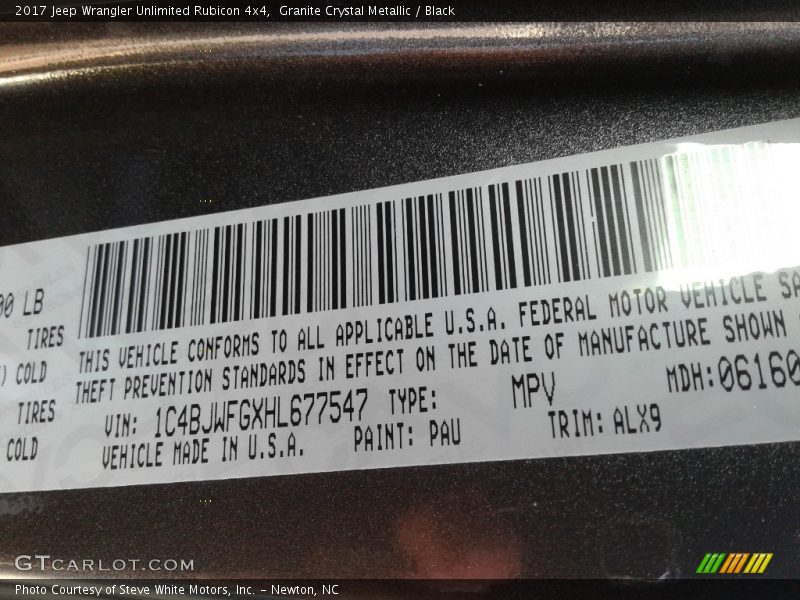 2017 Jeep Wrangler Unlimited Rubicon 4x4, Granite Crystal Metallic / Black
00 LB
TIRES
COLD
TIRES
COLD
THIS VEHICLE CONFORMS TO ALL APPLICABLE U.S.A. FEDERAL MOTOR VEHICLE SA
THEFT PREVENTION STANDARDS IN EFFECT ON THE DATE OF MANUFACTURE SHOWN
VIN: 1C4BJWFGXHL677547 TYPE: MPV MDH: 06160
VEHICLE MADE IN U.S.A. PAINT: PAU TRIM: ALX9
GTCARLOT.COM
Photo Courtesy of Steve White Motors, Inc. – Newton, NC